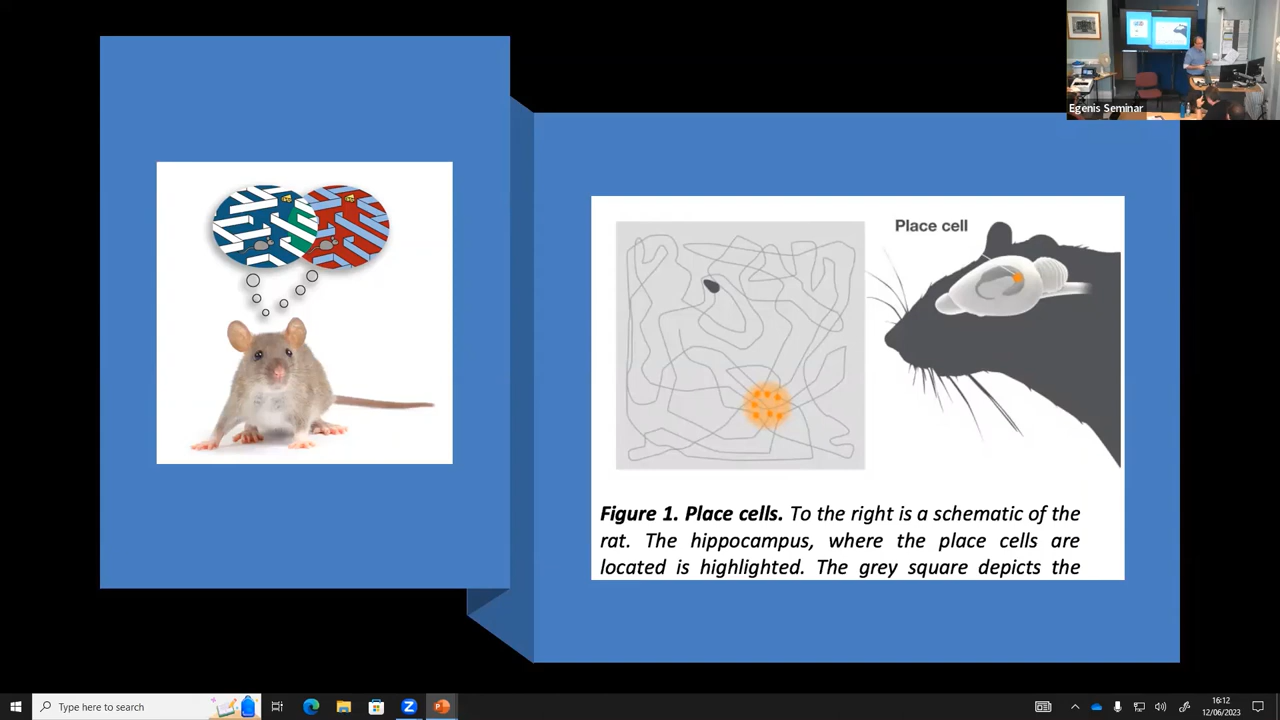 Egenis Seminar
Place cell
Figure 1. Place cells. To the right is a schematic of the
rat. The hippocampus, where the place cells are
located is highlighted. The grey square depicts the
Type here to search
16:12
12/06/2023